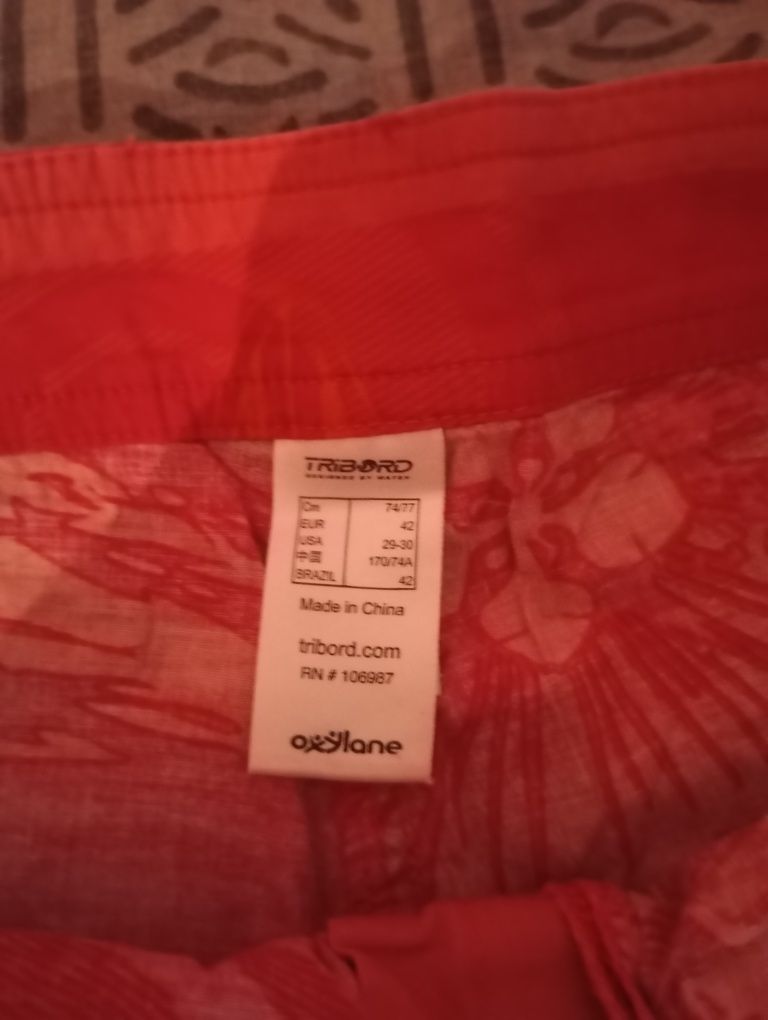 TRIBORD
DESIGNED BY WATER
Cm 74/77
EUR 42
USA 29-30
中国 170/74A
BRAZIL 42
Made in China
tribord.com
RN # 106987
oxylane